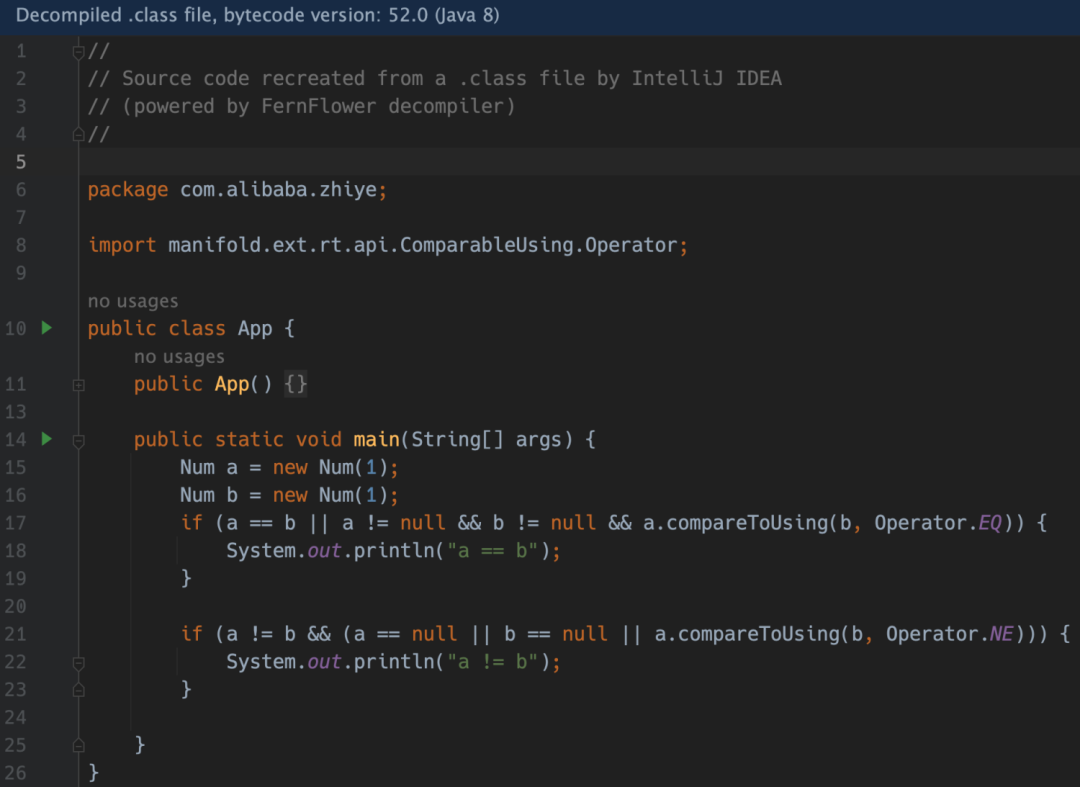 Decompiled .class file, bytecode version: 52.0 (Java 8)
1 //
2 // Source code recreated from a .class file by IntelliJ IDEA
3 // (powered by FernFlower decompiler)
4 //
5
6 package com.alibaba.zhiye;
7
8 import manifold.ext.rt.api.ComparableUsing.Operator;
9
no usages
10 public class App {
no usages
11 public App() {}
13
14 public static void main(String[] args) {
15 Num a = new Num(1);
16 Num b = new Num(1);
17 if (a == b || a != null && b != null && a.compareToUsing(b, Operator.EQ)) {
18 System.out.println("a == b");
19 }
20
21 if (a != b && (a == null || b == null || a.compareToUsing(b, Operator.NE))) {
22 System.out.println("a != b");
23 }
24
25 }
26 }